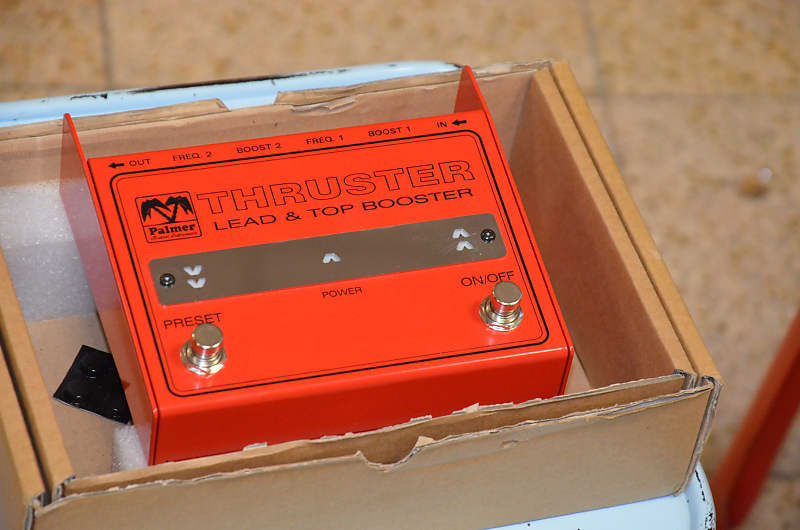 OUT FREQ. 2 BOOST 2 FREQ. 1 BOOST 1 IN
THRUSTER
LEAD & TOP BOOSTER
Palmer
POWER
ON/OFF
PRESET